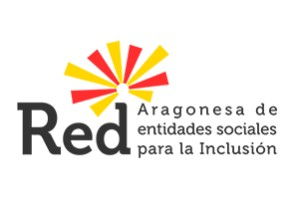 Red
Aragonesa de
entidades sociales
para la Inclusión